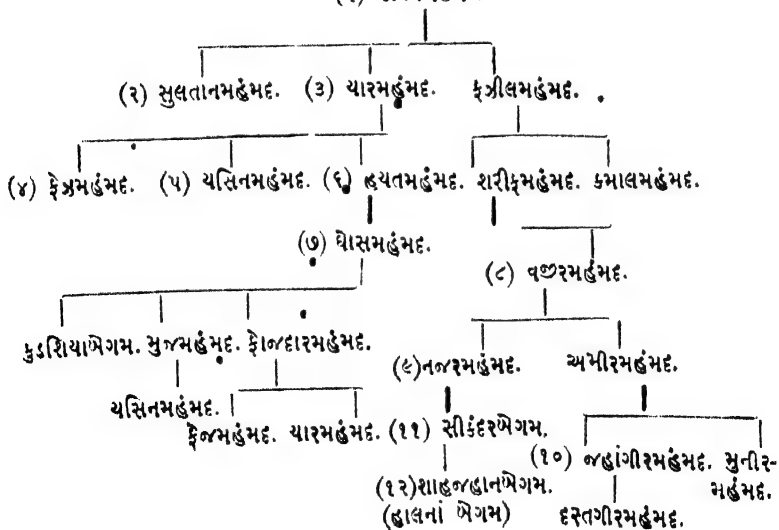 (૨) સુલતાનમહંમદ. (૩) યારમહંમદ. ફઝીલમહંમદ.
(૪) ફેઝમહંમદ. (૫) યસિનમહંમદ. (૬) હયતમહંમદ. શરીફમહંમદ. કમાલમહંમદ.
(૭) ઘોસમહંમદ.
(૮) વજીરમહંમદ.
કુડશિયાબેગમ. મુજમહંમદ. ફોજદારમહંમદ.
(૯)નજરમહંમદ. અમીરમહંમદ.
યસિનમહંમદ.
ફેજમહંમદ. યારમહંમદ. (૧૧) સીકંદરબેગમ.
(૧૦) જહાંગીરમહંમદ. મુનીર-
મહંમદ.
(૧૨)શાહજહાનબેગમ.
(હાલનાં બેગમ) દસ્તગીરમહંમદ.